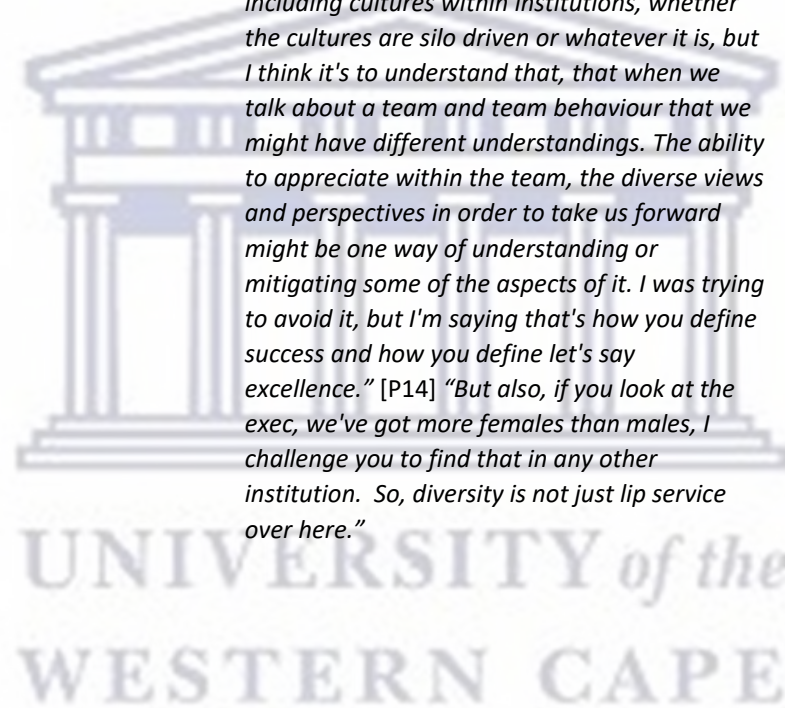 including cultures within institutions, whether
the cultures are silo driven or whatever it is, but
I think it's to understand that, that when we
talk about a team and team behaviour that we
might have different understandings. The ability
to appreciate within the team, the diverse views
and perspectives in order to take us forward
might be one way of understanding or
mitigating some of the aspects of it. I was trying
to avoid it, but I'm saying that's how you define
success and how you define let's say
excellence.” [P14] “But also, if you look at the
exec, we've got more females than males, I
challenge you to find that in any other
institution.  So, diversity is not just lip service
over here.”
UNIVERSITY of the
WESTERN CAPE